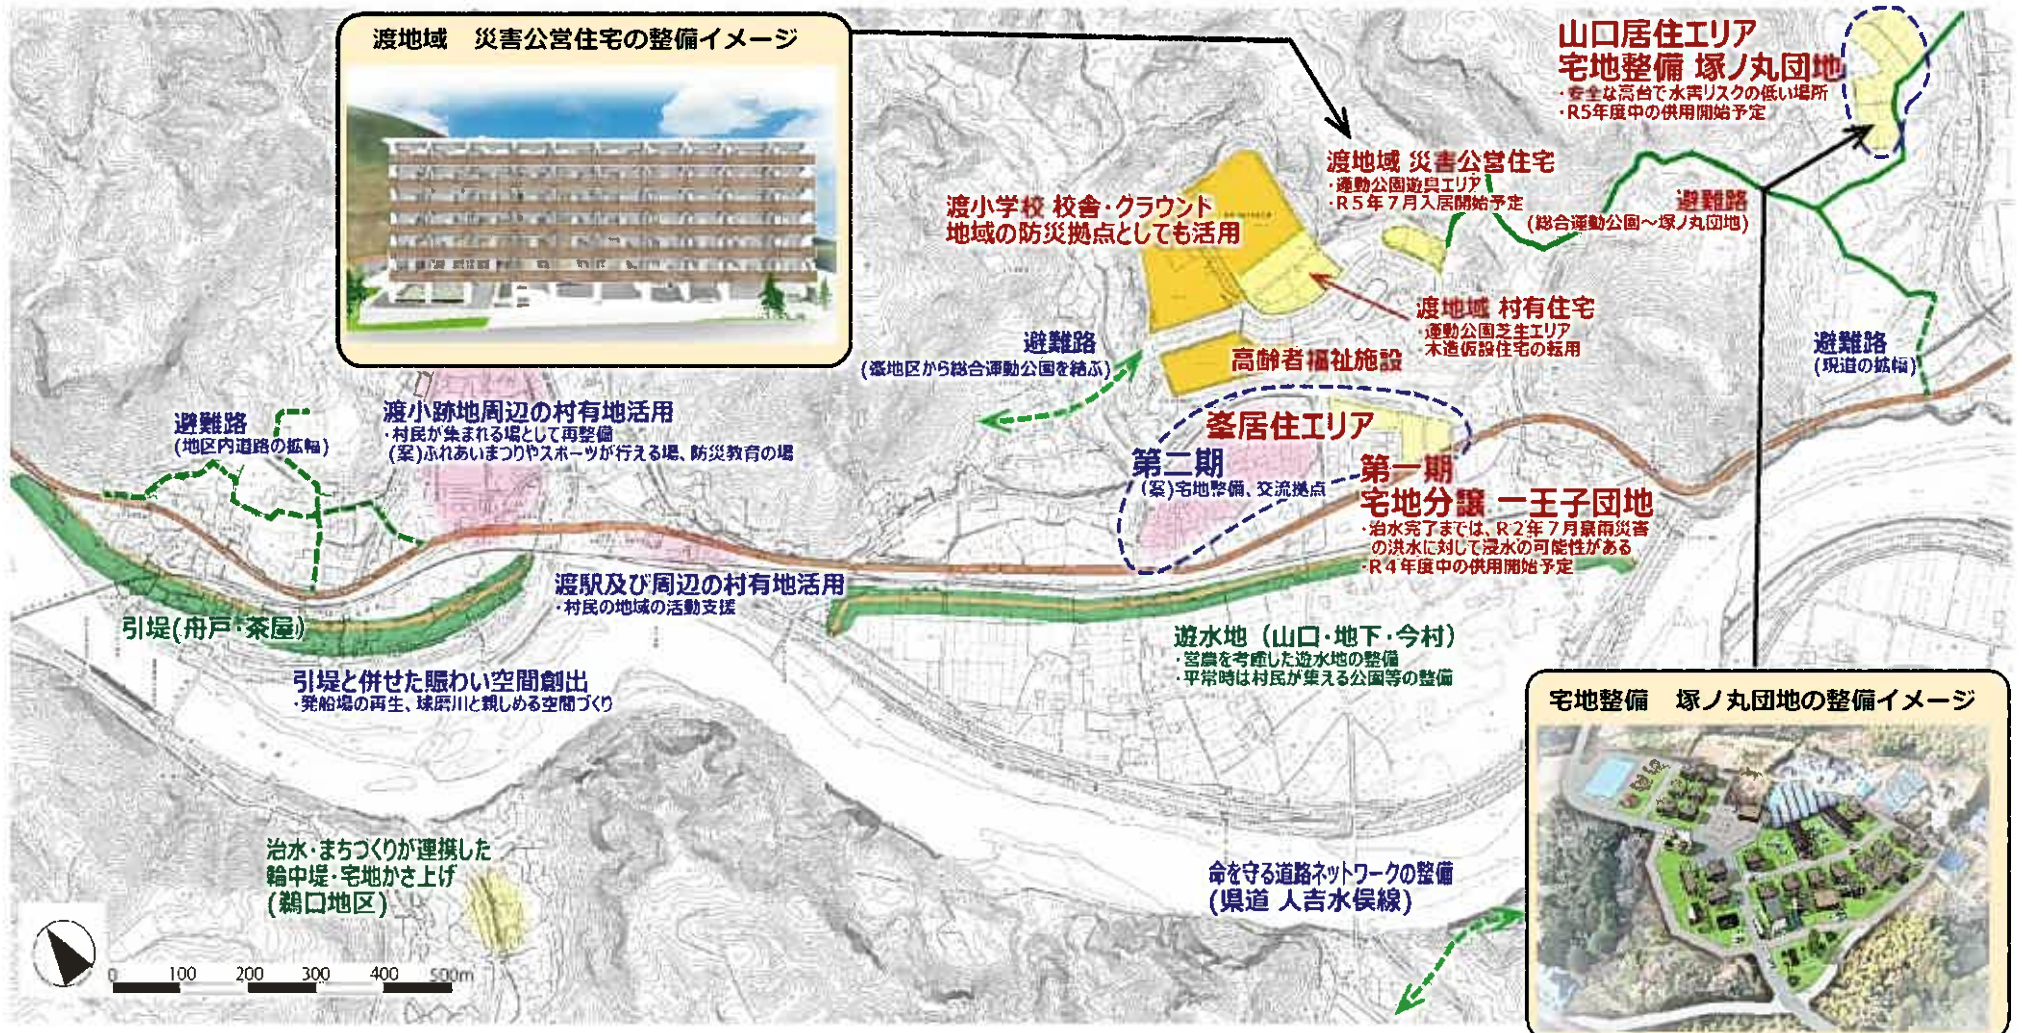 渡地域　災害公営住宅の整備イメージ
山口居住エリア
宅地整備 塚ノ丸団地
・安全な高台で水害リスクの低い場所
・R5年度中の供用開始予定
渡地域 災害公営住宅
・運動公園遊具エリア
・R5年7月入居開始予定
避難路
(総合運動公園～塚ノ丸団地)
渡小学校 校舎・グラウント
地域の防災拠点としても活用
渡地域 村有住宅
・運動公園芝生エリア
木造仮設住宅の転用
避難路
(峯地区から総合運動公園を結ぶ)
高齢者福祉施設
避難路
(現道の拡幅)
避難路
(地区内道路の拡幅)
渡小跡地周辺の村有地活用
・村民が集まれる場として再整備
(案)ふれあいまつりやスポーツが行える場、防災教育の場
峯居住エリア
第二期
(案)宅地整備、交流拠点
第一期
宅地分譲 一王子団地
・治水完了までは、R2年7月豪雨災害
の洪水に対して浸水の可能性がある
・R4年度中の供用開始予定
渡駅及び周辺の村有地活用
・村民の地域の活動支援
引堤(舟戸・茶屋)
引堤と併せた賑わい空間創出
・発船場の再生、球磨川と親しめる空間づくり
遊水地（山口・地下・今村）
・営農を考慮した遊水地の整備
・平常時は村民が集える公園等の整備
宅地整備　塚ノ丸団地の整備イメージ
治水・まちづくりが連携した
輪中堤・宅地かさ上げ
(鵜口地区)
命を守る道路ネットワークの整備
(県道 人吉水俣線)
0 100 200 300 400 500m